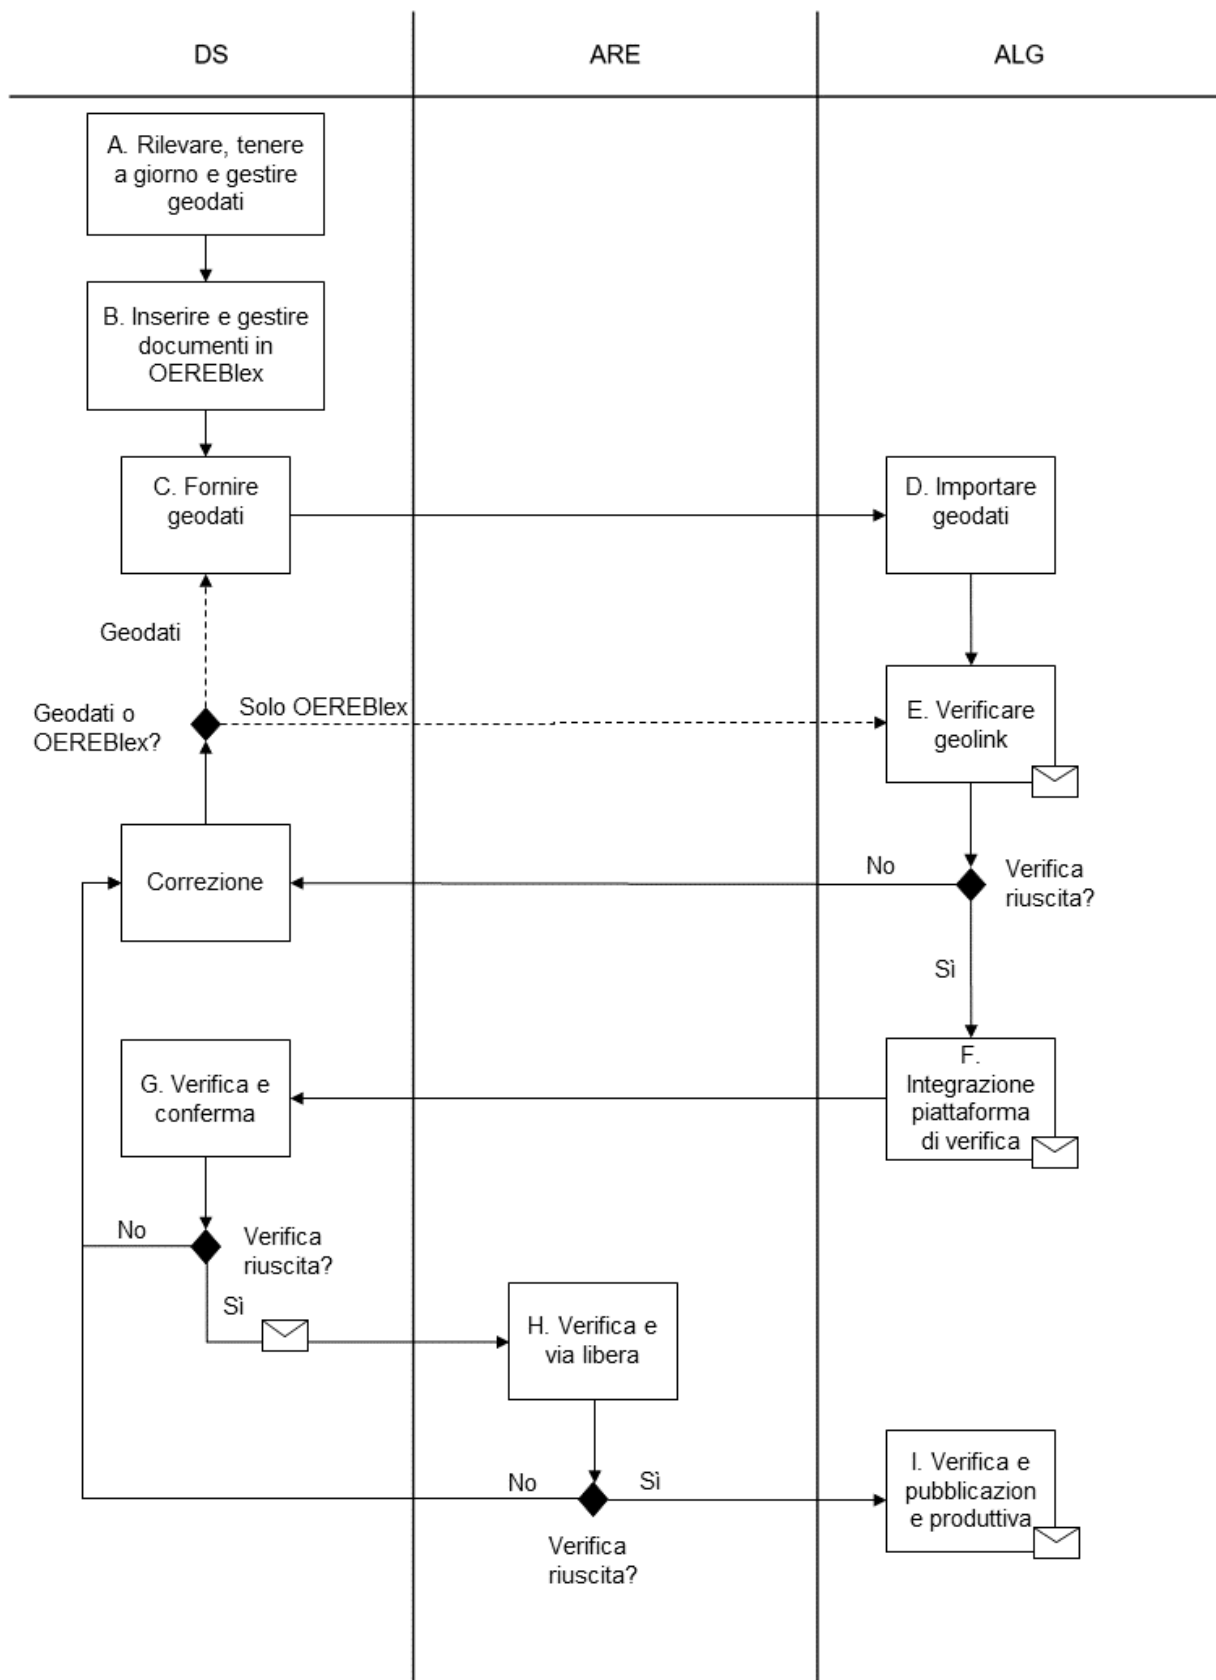 DS
ARE
ALG
A. Rilevare, tenere
a giorno e gestire
geodati
B. Inserire e gestire
documenti in
OEREBlex
C. Fornire
geodati
D. Importare
geodati
Geodati
Geodati o
OEREBlex?
Solo OEREBlex
E. Verificare
geolink
Correzione
No
Verifica
riuscita?
Sì
G. Verifica e
conferma
F.
Integrazione
piattaforma
di verifica
No
Verifica
riuscita?
Sì
H. Verifica e
via libera
No
Sì
Verifica
riuscita?
I. Verifica e
pubblicazion
e produttiva